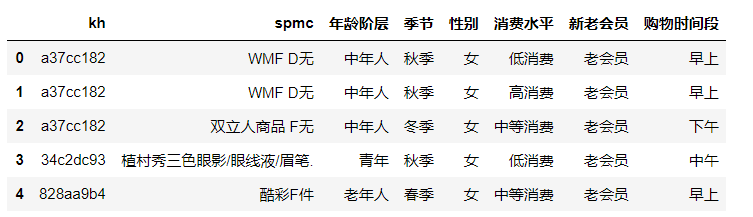 kh spmc 年龄阶层 季节 性别 消费水平 新老会员 购物时间段
0 a37cc182 WMF D无 中年人 秋季 女 低消费 老会员 早上
1 a37cc182 WMF D无 中年人 秋季 女 高消费 老会员 早上
2 a37cc182 双立人商品 F无 中年人 冬季 女 中等消费 老会员 下午
3 34c2dc93 植村秀三色眼影/眼线液/眉笔. 青年 秋季 女 低消费 老会员 中午
4 828aa9b4 酷彩F件 老年人 春季 女 中等消费 老会员 早上